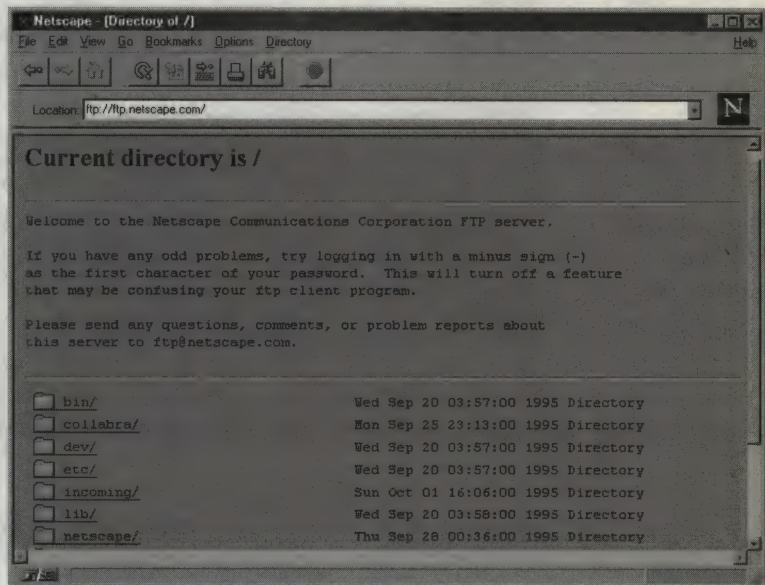 Netscape - [Directory of /]
File Edit View Go Bookmarks Options Directory Help
Location: ftp://ftp.netscape.com/
N
Current directory is /
Welcome to the Netscape Communications Corporation FTP server.
If you have any odd problems, try logging in with a minus sign (-)
as the first character of your password. This will turn off a feature
that may be confusing your ftp client program.
Please send any questions, comments, or problem reports about
this server to ftp@netscape.com.
bin/ Wed Sep 20 03:57:00 1995 Directory
collabra/ Mon Sep 25 23:13:00 1995 Directory
dev/ Wed Sep 20 03:57:00 1995 Directory
etc/ Wed Sep 20 03:57:00 1995 Directory
incoming/ Sun Oct 01 16:06:00 1995 Directory
lib/ Wed Sep 20 03:58:00 1995 Directory
netscape/ Thu Sep 28 00:36:00 1995 Directory